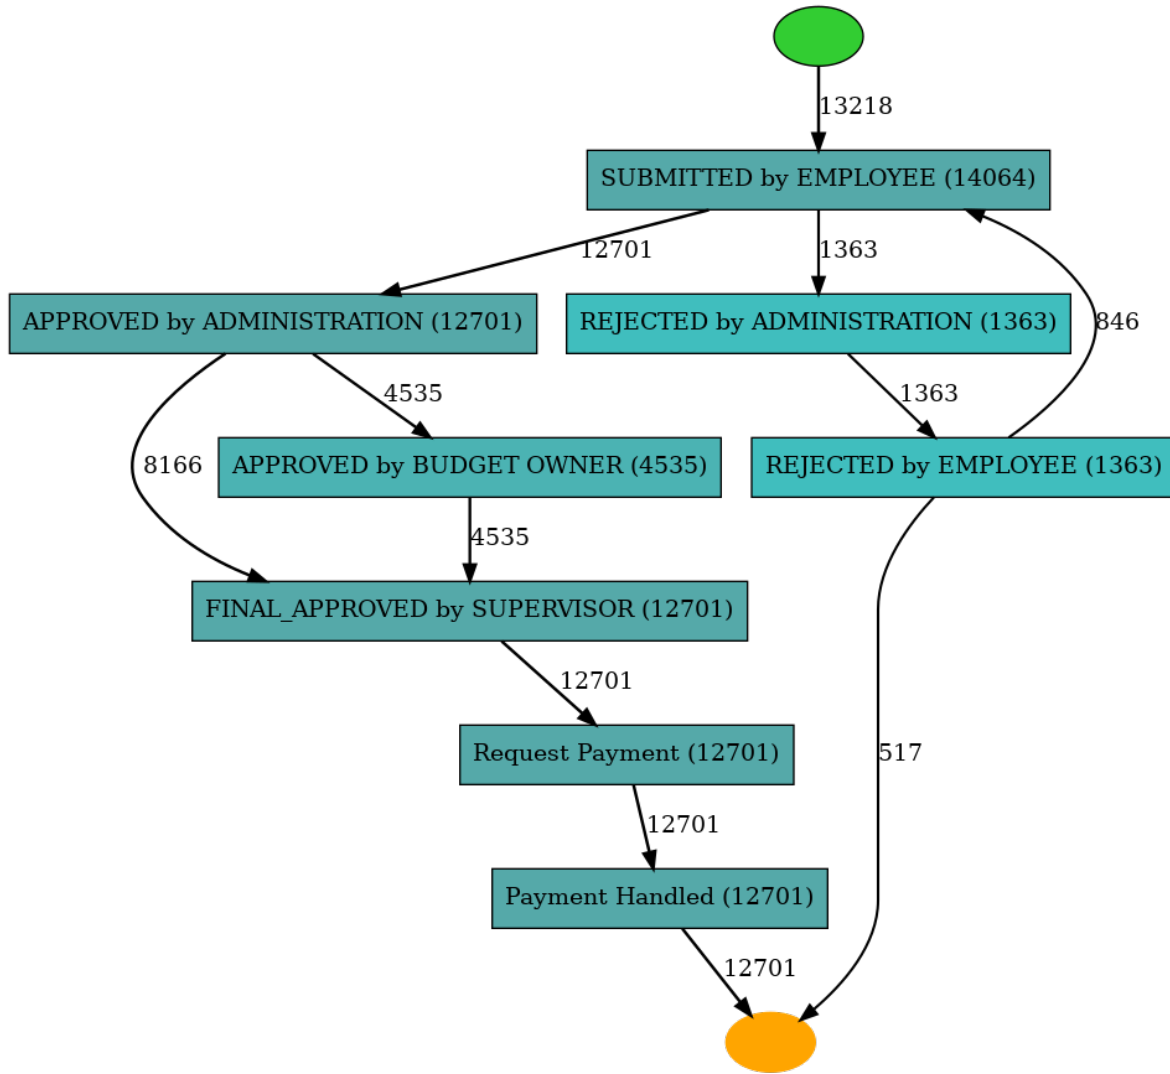 13218
SUBMITTED by EMPLOYEE (14064)
12701
1363
APPROVED by ADMINISTRATION (12701)
REJECTED by ADMINISTRATION (1363)
846
4535
1363
8166
APPROVED by BUDGET OWNER (4535)
REJECTED by EMPLOYEE (1363)
4535
FINAL_APPROVED by SUPERVISOR (12701)
12701
Request Payment (12701)
517
12701
Payment Handled (12701)
12701